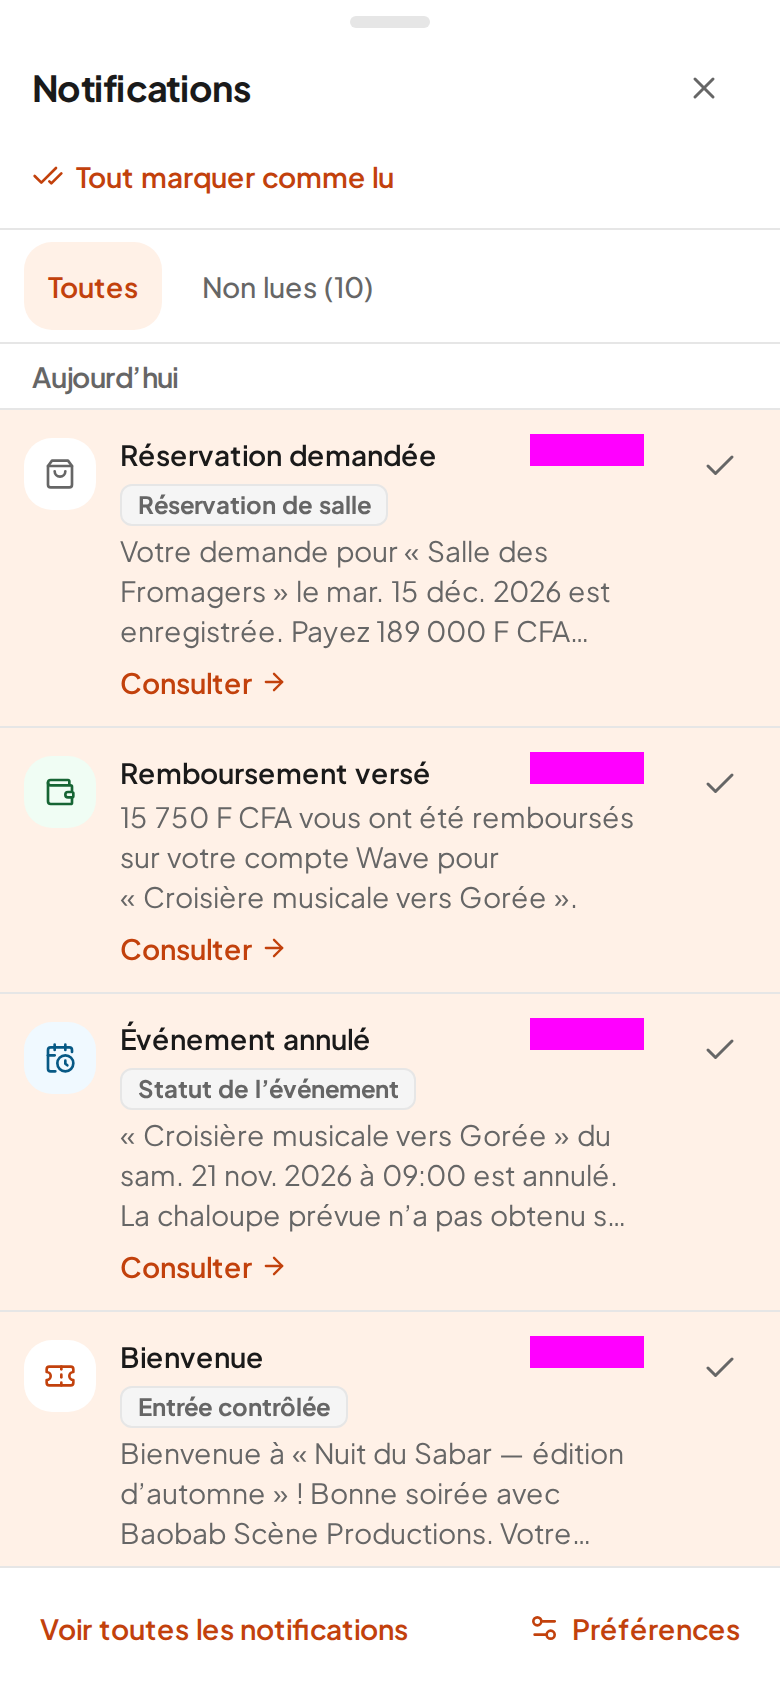 Notifications
Tout marquer comme lu
Toutes
Non lues (10)
Aujourd’hui
Réservation demandée
Réservation de salle
Votre demande pour « Salle des
Fromagers » le mar. 15 déc. 2026 est
enregistrée. Payez 189 000 F CFA…
Consulter
Remboursement versé
15 750 F CFA vous ont été remboursés
sur votre compte Wave pour
« Croisière musicale vers Gorée ».
Consulter
Événement annulé
Statut de l’événement
« Croisière musicale vers Gorée » du
sam. 21 nov. 2026 à 09:00 est annulé.
La chaloupe prévue n’a pas obtenu s…
Consulter
Bienvenue
Entrée contrôlée
Bienvenue à « Nuit du Sabar — édition
d’automne » ! Bonne soirée avec
Baobab Scène Productions. Votre…
Voir toutes les notifications
Préférences